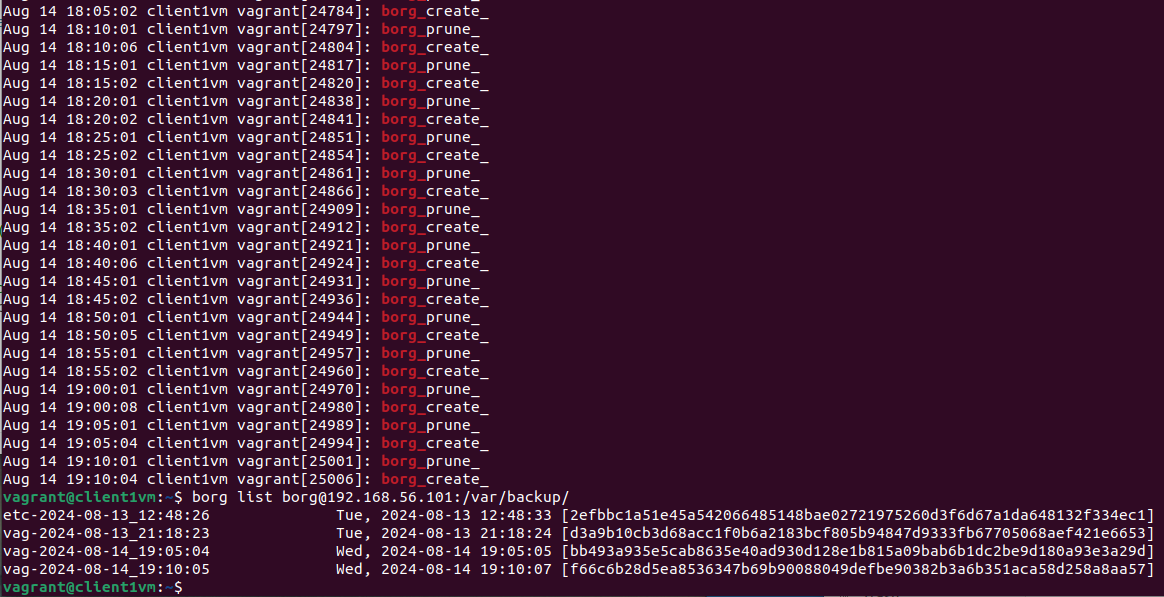 Aug 14 18:05:02 client1vm vagrant[24784]: borg_create_
Aug 14 18:10:01 client1vm vagrant[24797]: borg_prune_
Aug 14 18:10:06 client1vm vagrant[24804]: borg_create_
Aug 14 18:15:01 client1vm vagrant[24817]: borg_prune_
Aug 14 18:15:02 client1vm vagrant[24820]: borg_create_
Aug 14 18:20:01 client1vm vagrant[24838]: borg_prune_
Aug 14 18:20:02 client1vm vagrant[24841]: borg_create_
Aug 14 18:25:01 client1vm vagrant[24851]: borg_prune_
Aug 14 18:25:02 client1vm vagrant[24854]: borg_create_
Aug 14 18:30:01 client1vm vagrant[24861]: borg_prune_
Aug 14 18:30:03 client1vm vagrant[24866]: borg_create_
Aug 14 18:35:01 client1vm vagrant[24909]: borg_prune_
Aug 14 18:35:02 client1vm vagrant[24912]: borg_create_
Aug 14 18:40:01 client1vm vagrant[24921]: borg_prune_
Aug 14 18:40:06 client1vm vagrant[24924]: borg_create_
Aug 14 18:45:01 client1vm vagrant[24931]: borg_prune_
Aug 14 18:45:02 client1vm vagrant[24936]: borg_create_
Aug 14 18:50:01 client1vm vagrant[24944]: borg_prune_
Aug 14 18:50:05 client1vm vagrant[24949]: borg_create_
Aug 14 18:55:01 client1vm vagrant[24957]: borg_prune_
Aug 14 18:55:02 client1vm vagrant[24960]: borg_create_
Aug 14 19:00:01 client1vm vagrant[24970]: borg_prune_
Aug 14 19:00:08 client1vm vagrant[24980]: borg_create_
Aug 14 19:05:01 client1vm vagrant[24989]: borg_prune_
Aug 14 19:05:04 client1vm vagrant[24994]: borg_create_
Aug 14 19:10:01 client1vm vagrant[25001]: borg_prune_
Aug 14 19:10:04 client1vm vagrant[25006]: borg_create_
vagrant@client1vm:~$ borg list borg@192.168.56.101:/var/backup/
etc-2024-08-13_12:48:26 Tue, 2024-08-13 12:48:33 [2efbbc1a51e45a542066485148bae02721975260d3f6d67a1da648132f334ec1]
vag-2024-08-13_21:18:23 Tue, 2024-08-13 21:18:24 [d3a9b10cb3d68acc1f0b6a2183bcf805b94847d9333fb67705068aef421e6653]
vag-2024-08-14_19:05:04 Wed, 2024-08-14 19:05:05 [bb493a935e5cab8635e40ad930d128e1b815a09bab6b1dc2be9d180a93e3a29d]
vag-2024-08-14_19:10:05 Wed, 2024-08-14 19:10:07 [f66c6b28d5ea8536347b69b90088049defbe90382b3a6b351aca58d258a8aa57]
vagrant@client1vm:~$